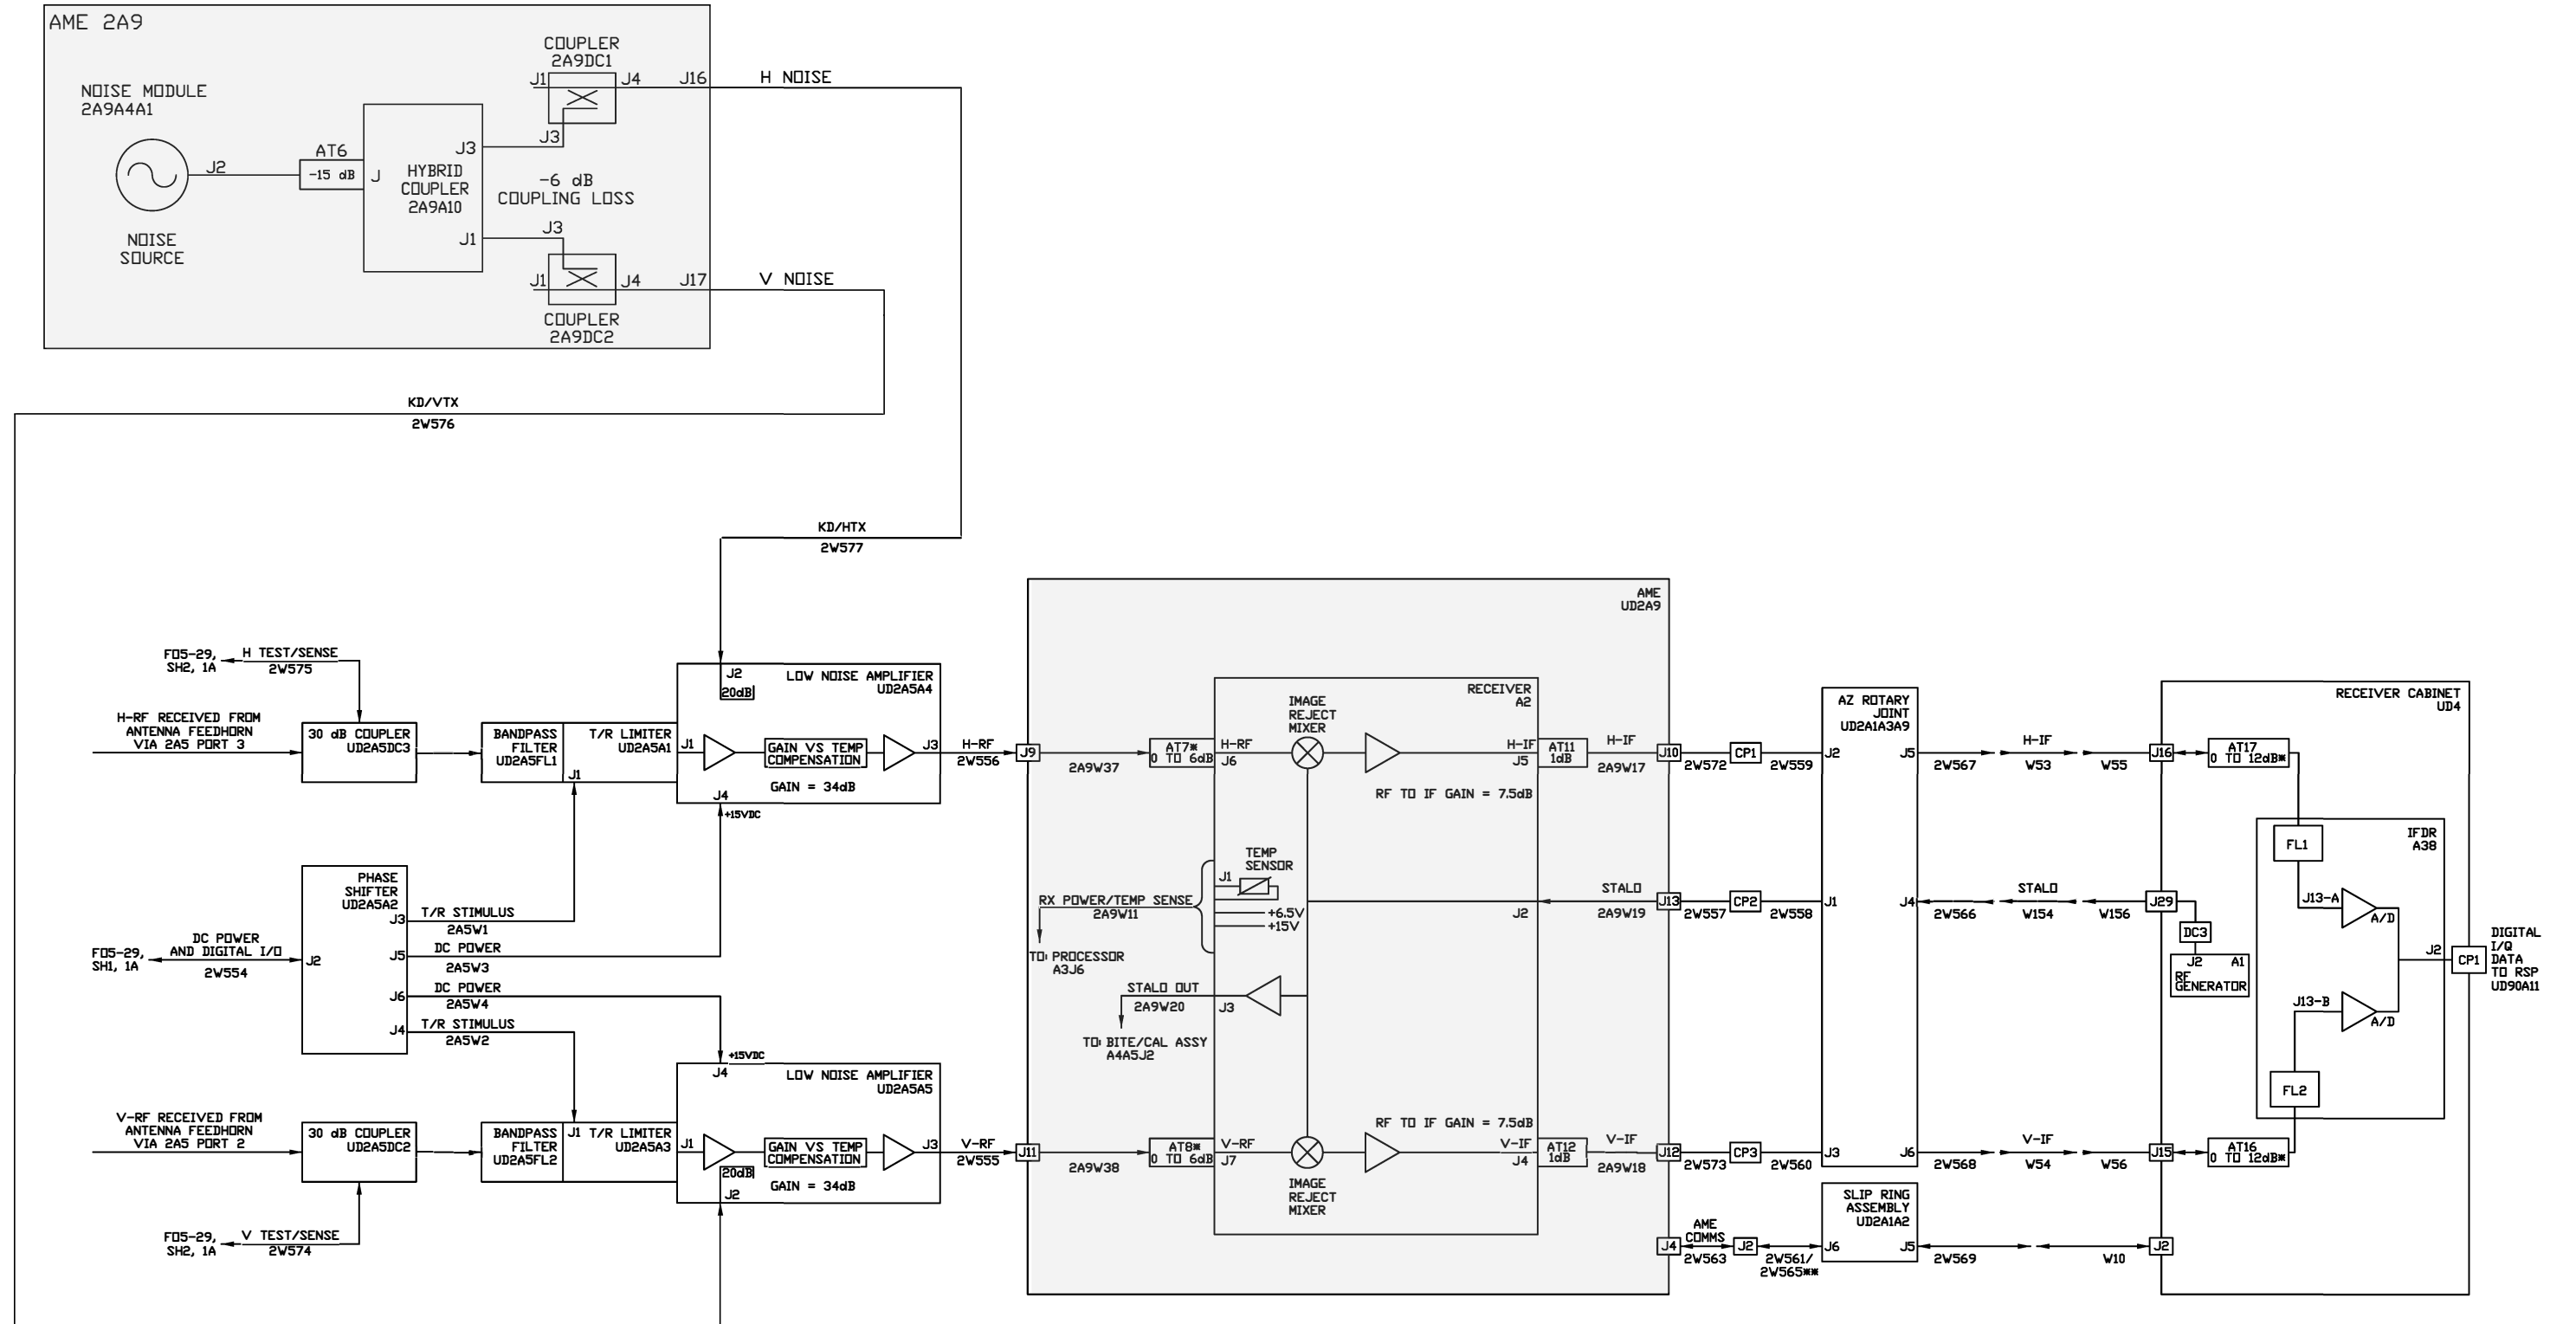 AME 2A9
NOISE MODULE
2A9A4A1
J2
NOISE
SOURCE
AT6
-15 dB
J
HYBRID
COUPLER
2A9A10
J3
J1
-6 dB
COUPLING LOSS
COUPLER
2A9DC1
J1
J4
J3
J16
H NOISE
J3
J1
J4
COUPLER
2A9DC2
J17
V NOISE
KD/VTX
2W576
KD/HTX
2W577
FO5-29,
SH2, 1A
H TEST/SENSE
2W575
H-RF RECEIVED FROM
ANTENNA FEEDHORN
VIA 2A5 PORT 3
30 dB COUPLER
UD2A5DC3
BANDPASS
FILTER
UD2A5FL1
T/R LIMITER
UD2A5A1
J1
J2
20dB
LOW NOISE AMPLIFIER
UD2A5A4
J1
GAIN VS TEMP
COMPENSATION
GAIN = 34dB
J3
J4
+15VDC
H-RF
2W556
FO5-29,
SH1, 1A
DC POWER
AND DIGITAL I/O
2W554
PHASE
SHIFTER
UD2A5A2
J2
J3
J5
J6
J4
T/R STIMULUS
2A5W1
DC POWER
2A5W3
DC POWER
2A5W4
T/R STIMULUS
2A5W2
V-RF RECEIVED FROM
ANTENNA FEEDHORN
VIA 2A5 PORT 2
30 dB COUPLER
UD2A5DC2
FO5-29,
SH2, 1A
V TEST/SENSE
2W574
BANDPASS
FILTER
UD2A5FL2
J1 T/R LIMITER
UD2A5A3
+15VDC
J4
LOW NOISE AMPLIFIER
UD2A5A5
J1
GAIN VS TEMP
COMPENSATION
GAIN = 34dB
J3
20dB
J2
V-RF
2W555
AME
UD2A9
J9
2A9W37
AT7*
0 TO 6dB
H-RF
J6
IMAGE
REJECT
MIXER
RECEIVER
A2
H-IF
J5
AT11
1dB
H-IF
2A9W17
J10
RF TO IF GAIN = 7.5dB
TEMP
SENSOR
J1
+6.5V
+15V
RX POWER/TEMP SENSE
2A9W11
TO: PROCESSOR
A3J6
J2
STALO
2A9W19
J13
STALO OUT
2A9W20
J3
TO: BITE/CAL ASSY
A4A5J2
J11
2A9W38
AT8*
0 TO 6dB
V-RF
J7
IMAGE
REJECT
MIXER
RF TO IF GAIN = 7.5dB
V-IF
J4
AT12
1dB
V-IF
2A9W18
J12
J4
2W572
CP1
2W559
2W557
CP2
2W558
2W573
CP3
2W560
AME
COMMS
2W563
J2
2W561/
2W565**
AZ ROTARY
JOINT
UD2A1A3A9
J2
J5
J1
J4
J3
J6
SLIP RING
ASSEMBLY
UD2A1A2
J6
J5
H-IF
2W567
W53
W55
STALO
2W566
W154
W156
V-IF
2W568
W54
W56
2W569
W10
RECEIVER CABINET
UD4
J16
AT17
0 TO 12dB*
IFDR
A38
FL1
J13-A
A/D
J29
DC3
J2
A1
RF
GENERATOR
J13-B
A/D
FL2
J15
AT16
0 TO 12dB*
J2
J2
CP1
DIGITAL
I/Q
DATA
TO RSP
UD90A11